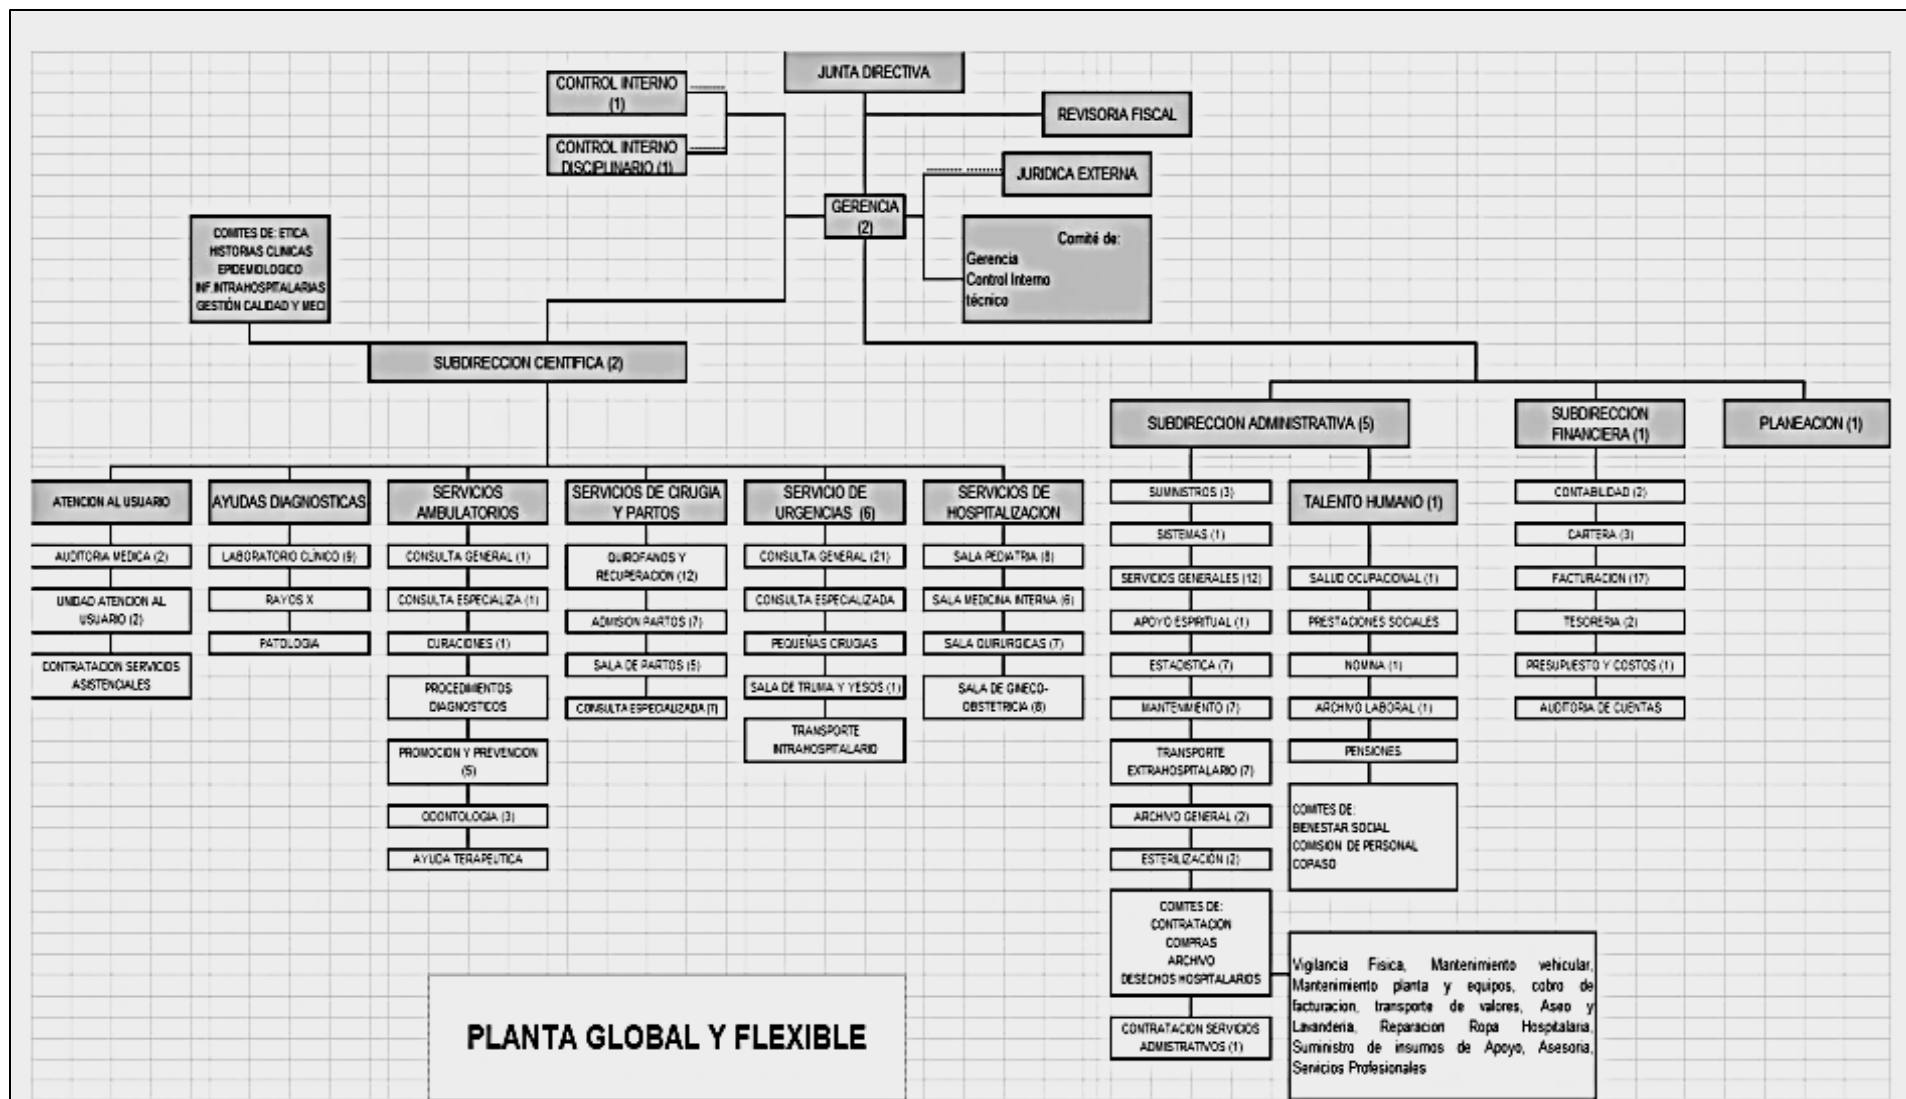 JUNTA DIRECTIVA
CONTROL INTERNO
(1)
REVISORIA FISCAL
CONTROL INTERNO
DISCIPLINARIO (1)
JURIDICA EXTERNA
GERENCIA
(2)
Comité de:
Gerencia
Control Interno
técnico
COMITES DE: ETICA
HISTORIAS CLINICAS
EPIDEMIOLOGICO
INF.INTRAHOSPITALARIAS
GESTIÓN CALIDAD Y MECI
SUBDIRECCION CIENTIFICA (2)
SUBDIRECCION ADMINISTRATIVA (5)
SUBDIRECCION
FINANCIERA (1)
PLANEACION (1)
ATENCION AL USUARIO
AUDITORIA MEDICA (2)
UNIDAD ATENCION AL
USUARIO (2)
CONTRATACION SERVICIOS
ASISTENCIALES
AYUDAS DIAGNOSTICAS
LABORATORIO CLÍNICO (9)
RAYOS X
PATOLOGIA
SERVICIOS
AMBULATORIOS
CONSULTA GENERAL (1)
CONSULTA ESPECIALIZA (1)
CURACIONES (1)
PROCEDIMIENTOS
DIAGNOSTICOS
PROMOCION Y PREVENCION
(5)
ODONTOLOGIA (3)
AYUDA TERAPEUTICA
SERVICIOS DE CIRUGIA
Y PARTOS
QUIROFANOS Y
RECUPERACION (12)
ADMISION PARTOS (7)
SALA DE PARTOS (5)
CONSULTA ESPECIALIZADA
SERVICIO DE
URGENCIAS (6)
CONSULTA GENERAL (21)
CONSULTA ESPECIALIZADA
PEQUEÑAS CIRUGIAS
SALA DE TRUMA Y YESOS (1)
TRANSPORTE
INTRAHOSPITALARIO
SERVICIOS DE
HOSPITALIZACION
SALA PEDIATRIA (8)
SALA MEDICINA INTERNA (6)
SALA QUIRURGICAS (7)
SALA DE GINECO-
OBSTETRICIA (8)
SUMINISTROS (3)
SISTEMAS (1)
SERVICIOS GENERALES (12)
APOYO ESPIRITUAL (1)
ESTADISTICA (7)
MANTENIMIENTO (7)
TRANSPORTE
EXTRAHOSPITALARIO (7)
ARCHIVO GENERAL (2)
ESTERILIZACIÓN (2)
COMITES DE:
CONTRATACION
COMPRAS
ARCHIVO
DESECHOS HOSPITALARIOS
CONTRATACION SERVICIOS
ADMISTRATIVOS (1)
TALENTO HUMANO (1)
SALUD OCUPACIONAL (1)
PRESTACIONES SOCIALES
NOMINA (1)
ARCHIVO LABORAL (1)
PENSIONES
COMITES DE:
BIENESTAR SOCIAL
COMISION DE PERSONAL
COPASO
CONTABILIDAD (2)
CARTERA (3)
FACTURACION (17)
TESORERIA (2)
PRESUPUESTO Y COSTOS (1)
AUDITORIA DE CUENTAS
Vigilancia Fisica, Mantenimiento vehicular,
Mantenimiento planta y equipos, cobro de
facturacion, transporte de valores, Aseo y
Lavanderia, Reparacion Ropa Hospitalaria,
Suministro de insumos de Apoyo, Asesoria,
Servicios Profesionales
PLANTA GLOBAL Y FLEXIBLE